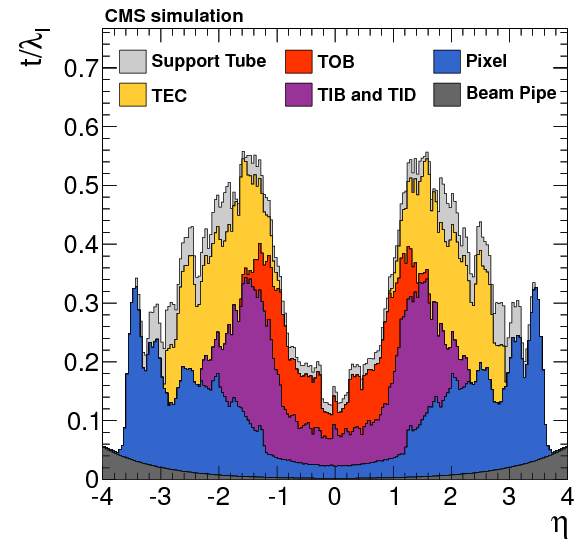 CMS simulation
t/λI
Support Tube TOB Pixel
TEC TIB and TID Beam Pipe
0.7
0.6
0.5
0.4
0.3
0.2
0.1
0
-4 -3 -2 -1 0 1 2 3 4
η